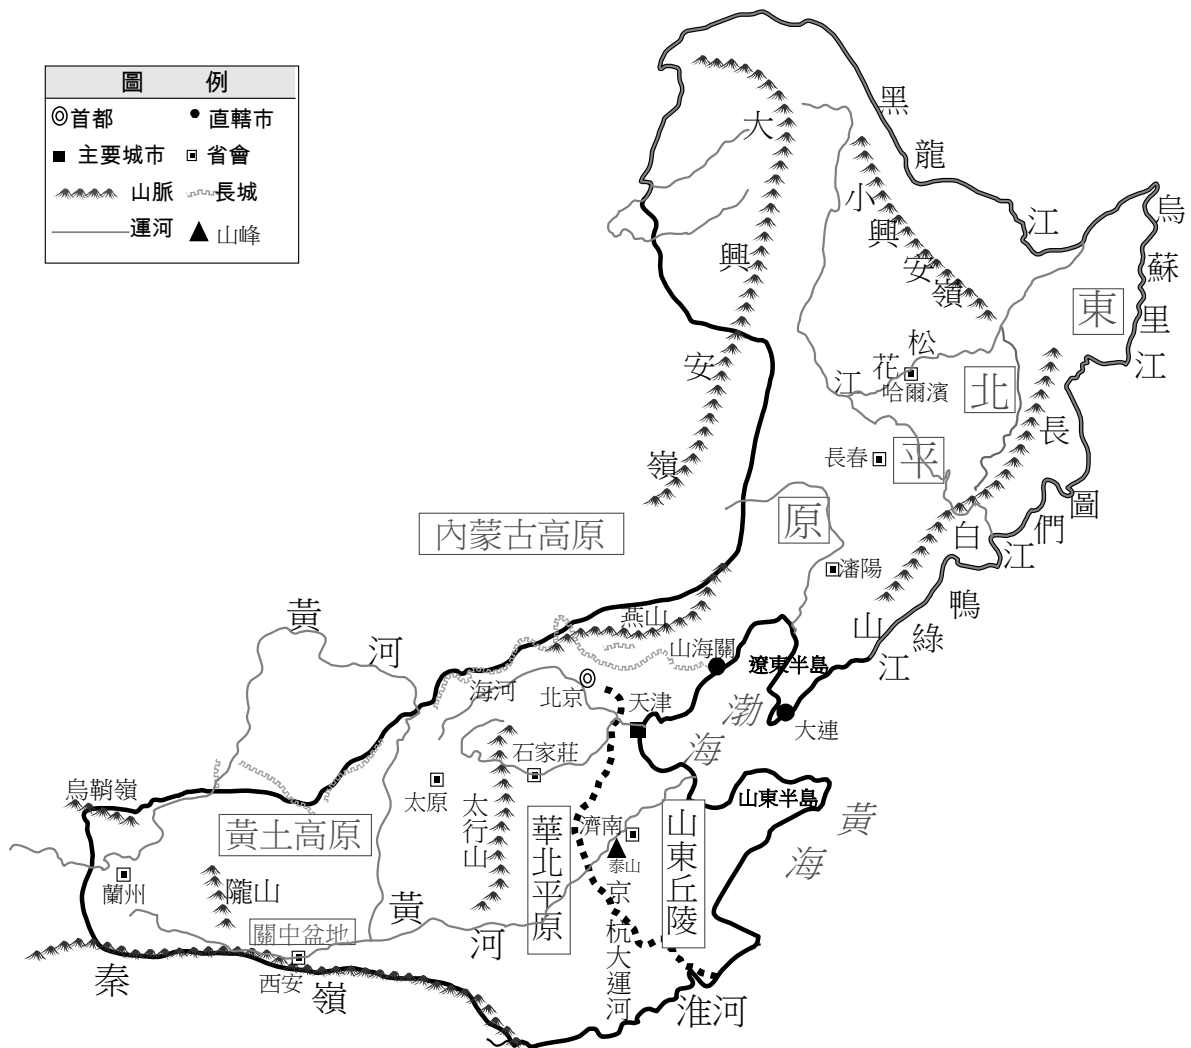 圖 例
首都 直轄市
主要城市 省會
山脈 長城
運河 山峰
黑龍江
烏蘇里江
大興安嶺
小興安嶺
東北平原
松花江
哈爾濱
長春
長白山
圖們江
瀋陽
鴨綠江
內蒙古高原
燕山
山海關
遼東半島
大連
渤海
黃河
海河
北京
天津
石家莊
太原
太行山
烏鞘嶺
黃土高原
華北平原
濟南
泰山
山東丘陵
山東半島
黃海
蘭州
隴山
關中盆地
黃河
京杭大運河
西安
秦嶺
淮河